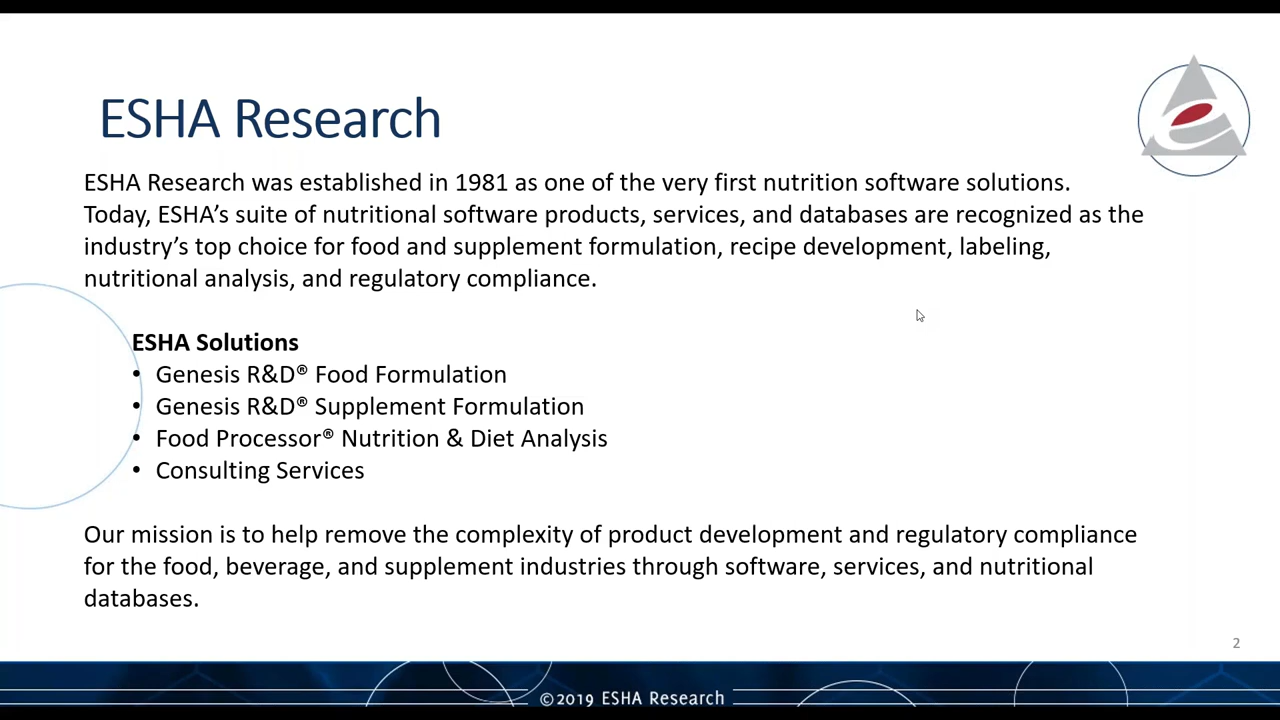 ESHA Research
ESHA Research was established in 1981 as one of the very first nutrition software solutions.
Today, ESHA’s suite of nutritional software products, services, and databases are recognized as the
industry’s top choice for food and supplement formulation, recipe development, labeling,
nutritional analysis, and regulatory compliance.
ESHA Solutions
• Genesis R&D® Food Formulation
• Genesis R&D® Supplement Formulation
• Food Processor® Nutrition & Diet Analysis
• Consulting Services
Our mission is to help remove the complexity of product development and regulatory compliance
for the food, beverage, and supplement industries through software, services, and nutritional
databases.
2
©2019 ESHA Research